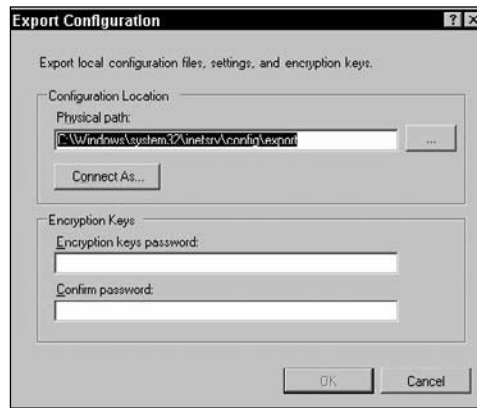 Export Configuration
Export local configuration files, settings, and encryption keys.
Configuration Location
Physical path:
C:\Windows\system32\inetsrv\config\export
...
Connect As...
Encryption Keys
Encryption keys password:
Confirm password:
OK
Cancel